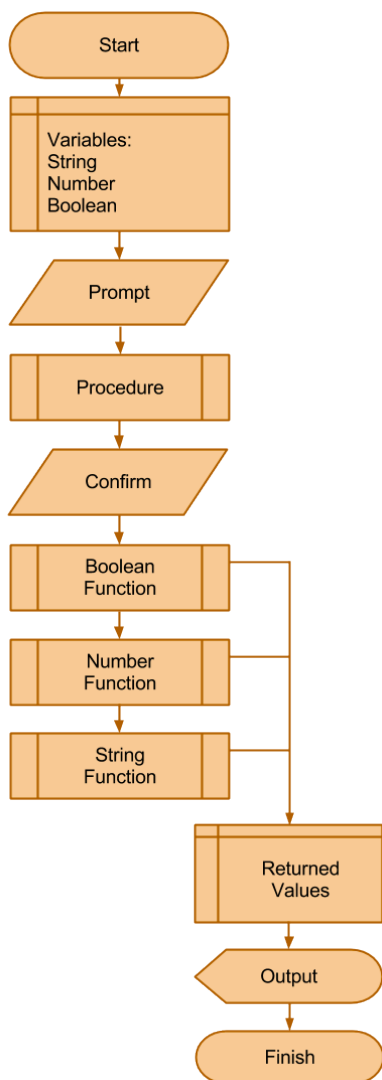 Start
Variables:
String
Number
Boolean
Prompt
Procedure
Confirm
Boolean
Function
Number
Function
String
Function
Returned
Values
Output
Finish